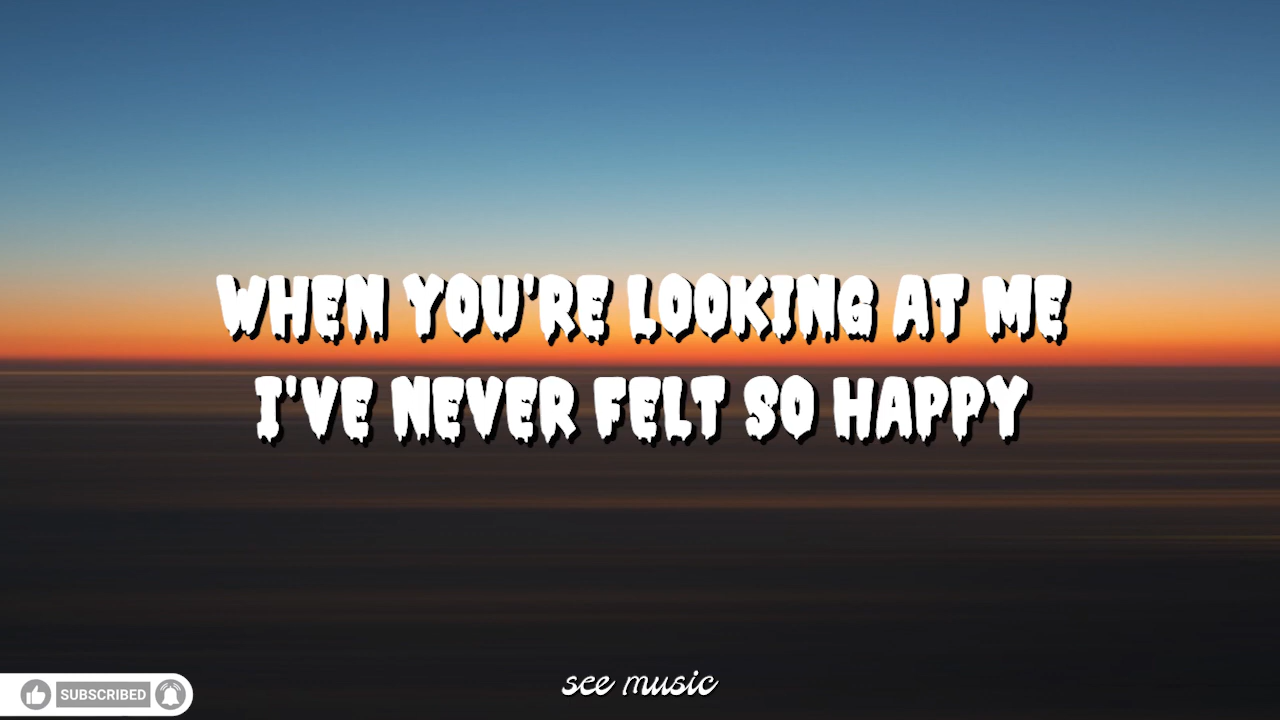 WHEN YOU'RE LOOKING AT ME
I'VE NEVER FELT SO HAPPY
see music
SUBSCRIBED